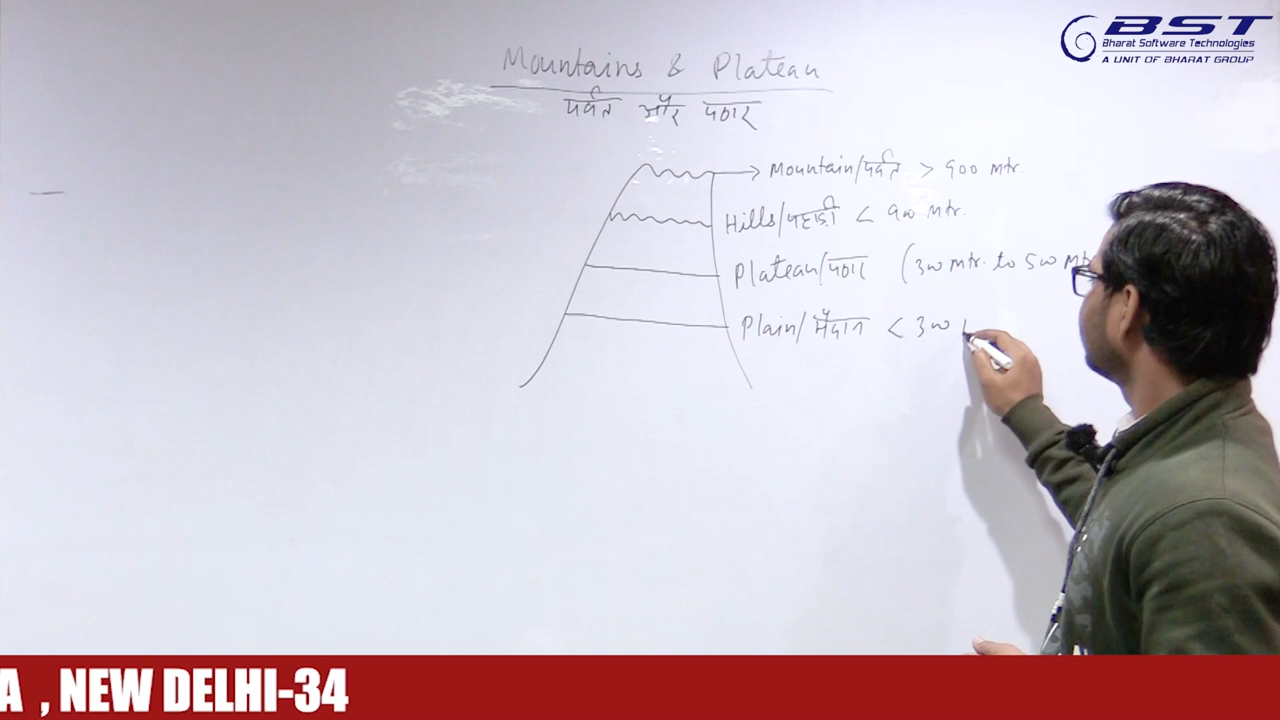 BST
Bharat Software Technologies
A UNIT OF BHARAT GROUP
Mountains & Plateau
पर्वत और पठार
Mountain/पर्वत > 900 mtr.
Hills/पहाड़ी < 900 mtr.
Plateau/पठार (300 mtr. to 500 mtr
Plain/मैदान < 300
A , NEW DELHI-34